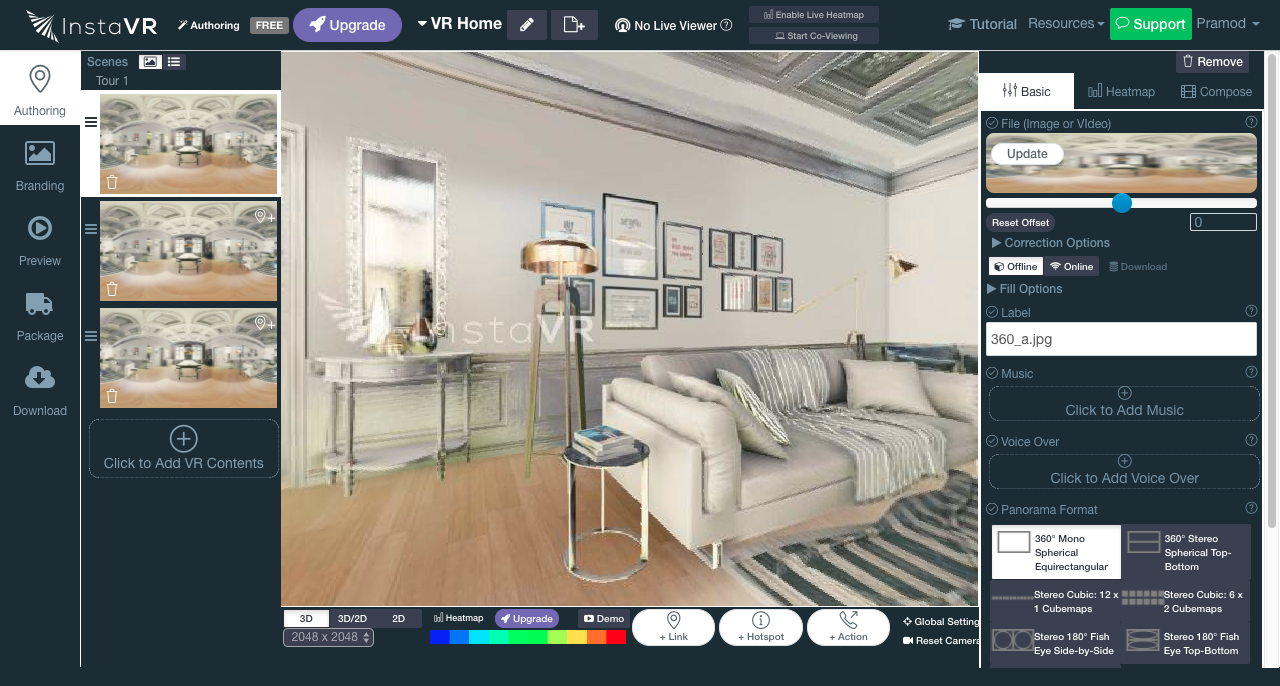 InstaVR
Authoring
FREE
Upgrade
VR Home
No Live Viewer
Enable Live Heatmap
Start Co-Viewing
Tutorial
Resources
Support
Pramod
Authoring
Branding
Preview
Package
Download
Scenes
Tour 1
Click to Add VR Contents
InstaVR
3D
3D/2D
2D
2048 x 2048
Heatmap
Upgrade
Demo
+ Link
+ Hotspot
+ Action
Global Setting
Reset Camera
Remove
Basic
Heatmap
Compose
File (Image or VIdeo)
Update
Reset Offset
0
Correction Options
Offline
Online
Download
Fill Options
Label
360_a.jpg
Music
Click to Add Music
Voice Over
Click to Add Voice Over
Panorama Format
360° Mono
Spherical
Equirectangular
360° Stereo
Spherical Top-
Bottom
Stereo Cubic: 12 x
1 Cubemaps
Stereo Cubic: 6 x
2 Cubemaps
Stereo 180° Fish
Eye Side-by-Side
Stereo 180° Fish
Eye Top-Bottom